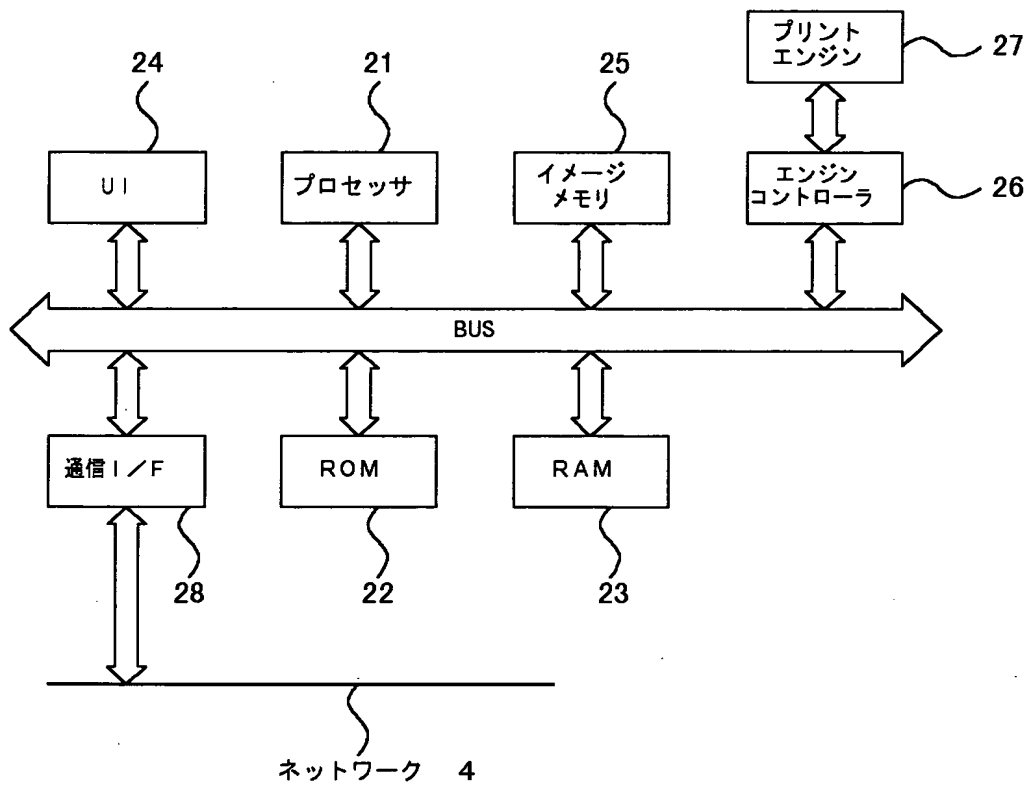 プリント
エンジン
27
24
21
25
UI
プロセッサ
イメージ
メモリ
エンジン
コントローラ
26
BUS
通信I/F
ROM
RAM
28
22
23
ネットワーク 4